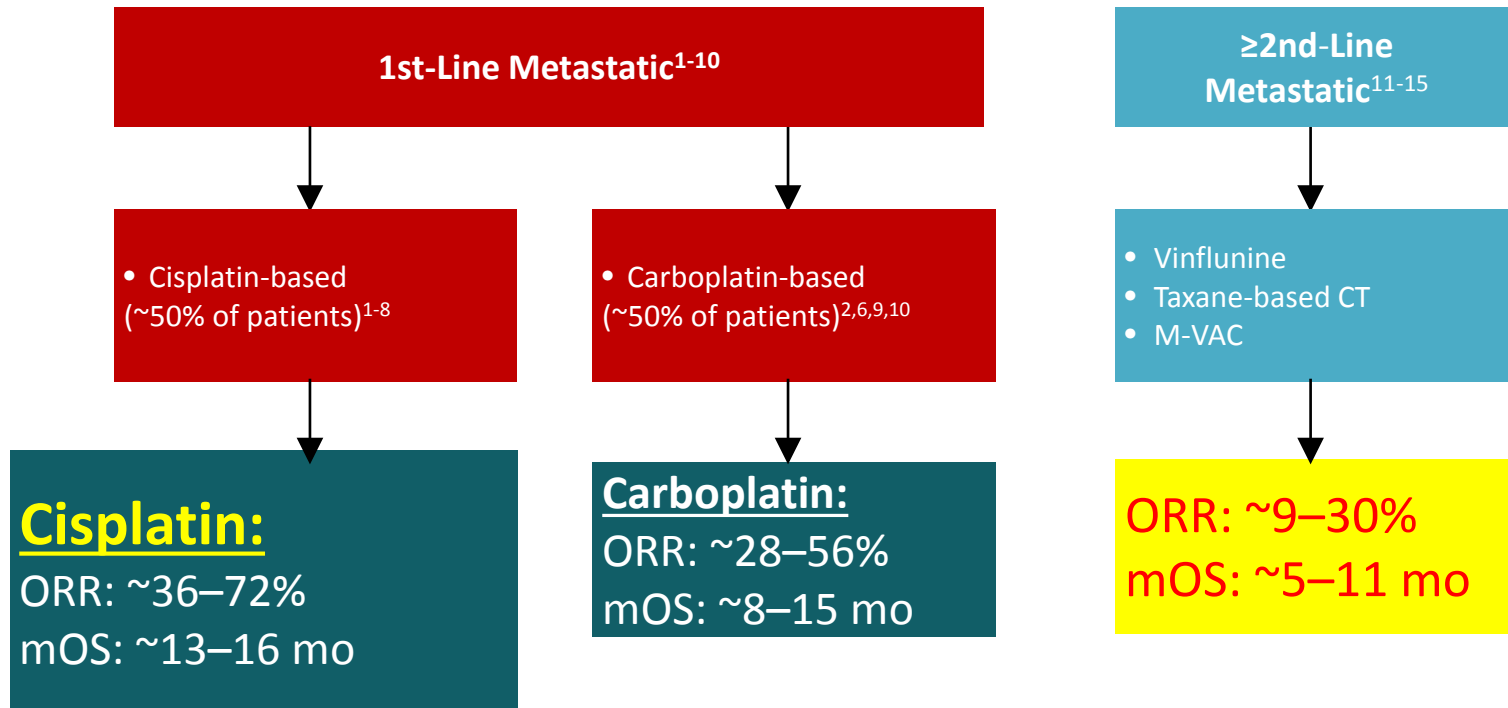 1st-Line Metastatic1-10
≥2nd-Line
Metastatic11-15
• Cisplatin-based
(~50% of patients)1-8
• Carboplatin-based
(~50% of patients)2,6,9,10
• Vinflunine
• Taxane-based CT
• M-VAC
Cisplatin:
ORR: ~36–72%
mOS: ~13–16 mo
Carboplatin:
ORR: ~28–56%
mOS: ~8–15 mo
ORR: ~9–30%
mOS: ~5–11 mo